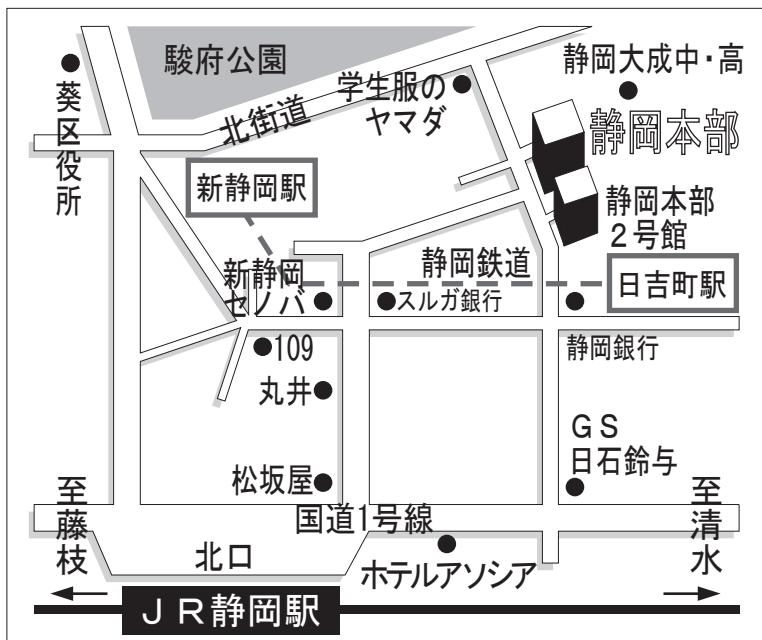 駿府公園
葵区役所
北街道
学生服の
ヤマダ
静岡大成中・高
静岡本部
静岡本部
２号館
新静岡駅
新静岡
セノバ
静岡鉄道
スルガ銀行
日吉町駅
静岡銀行
109
丸井
松坂屋
ＧＳ
日石鈴与
国道1号線
至藤枝
至清水
北口
ホテルアソシア
ＪＲ静岡駅